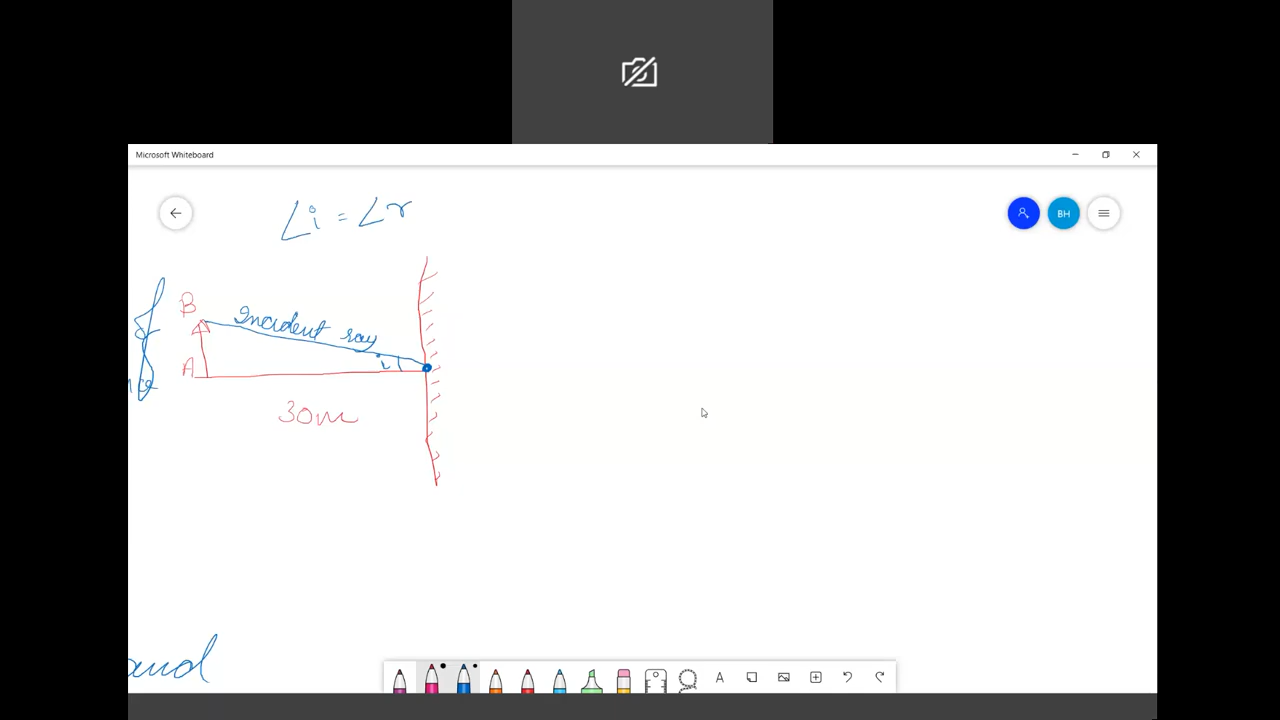 Microsoft Whiteboard
∠i = ∠r
BH
B
Incident ray
i
A
30m
and
A